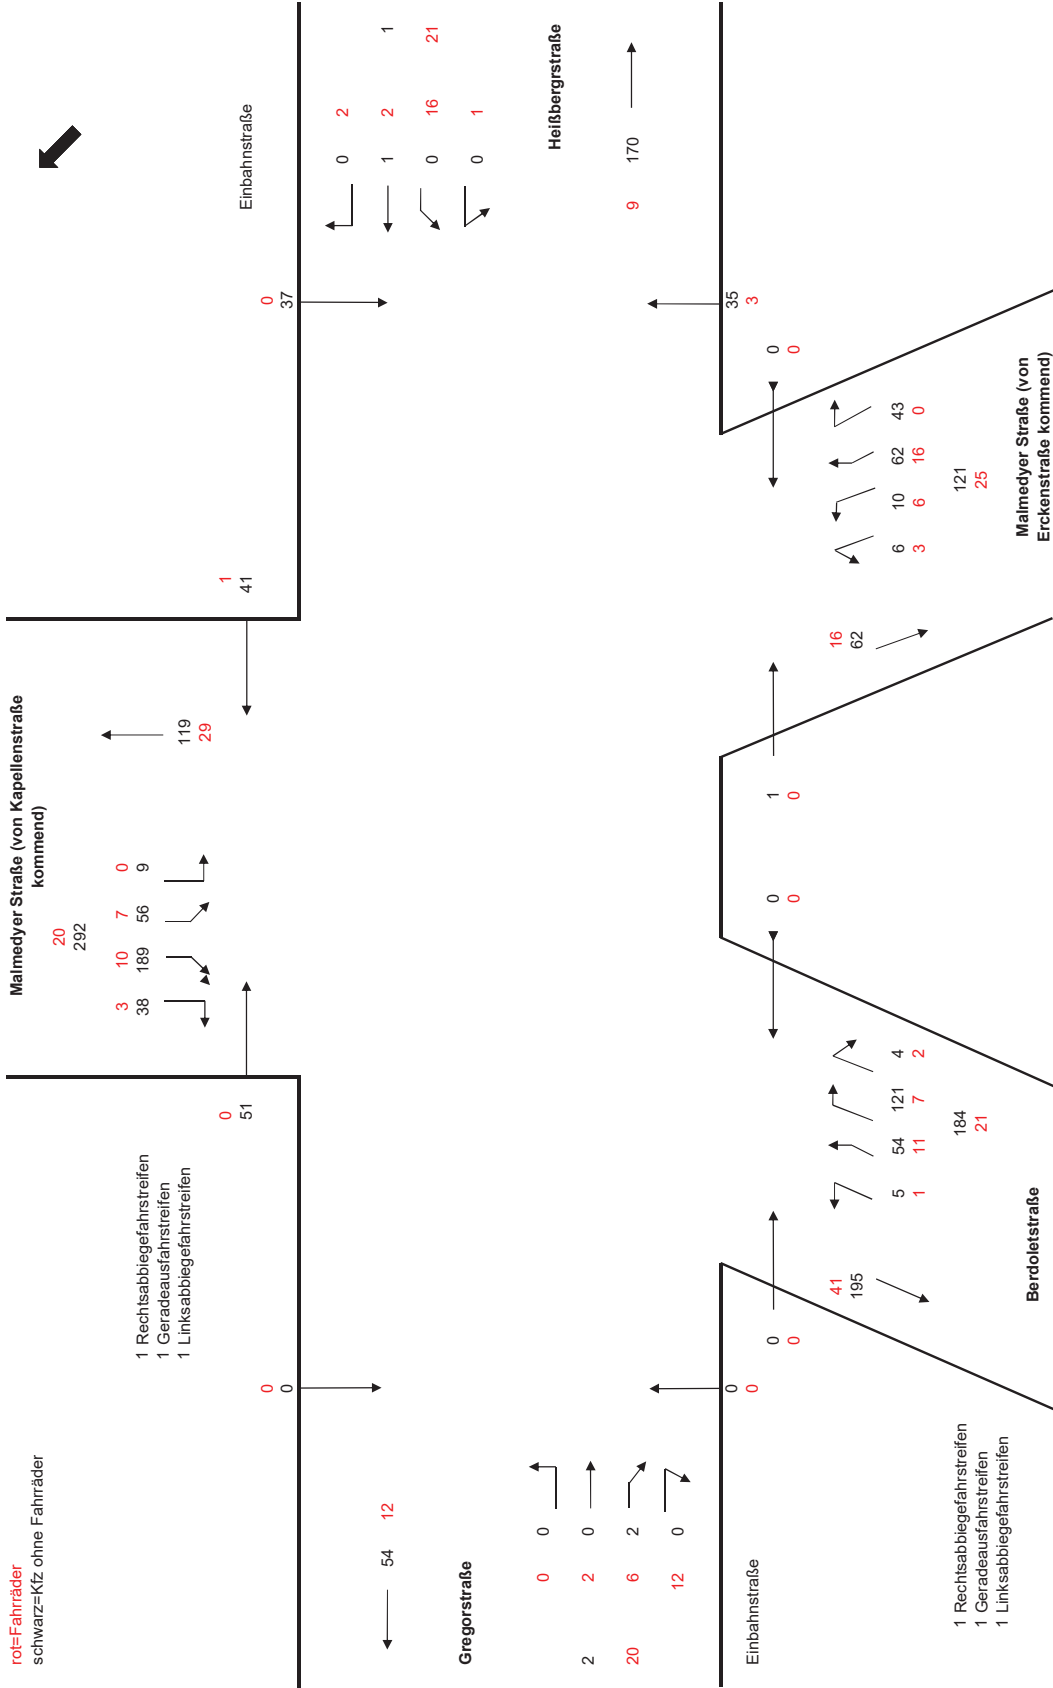 rot=Fahrräder
schwarz=Kfz ohne Fahrräder
1 Rechtsabbiegefahrstreifen
1 Geradeausfahrstreifen
1 Linksabbiegefahrstreifen
0
51
Malmedyer Straße (von Kapellenstraße
kommend)
20
292
3 10 7 0
38 189 56 9
119
29
1
41
Einbahnstraße
0
0
0
37
0 2
1 2 1
0 16 21
0 1
Heißbergrstraße
9 170
54 12
Gregorstraße
0 0
2 2 0
20 6 2
12 0
Einbahnstraße
0
0
0
0
35
3
0
0
1
0
0
0
41
195
5 54 121 4
1 11 7 2
184
21
Berdoletstraße
16
62
6 10 62 43
3 6 16 0
121
25
Malmedyer Straße (von
Erckenstraße kommend)
1 Rechtsabbiegefahrstreifen
1 Geradeausfahrstreifen
1 Linksabbiegefahrstreifen